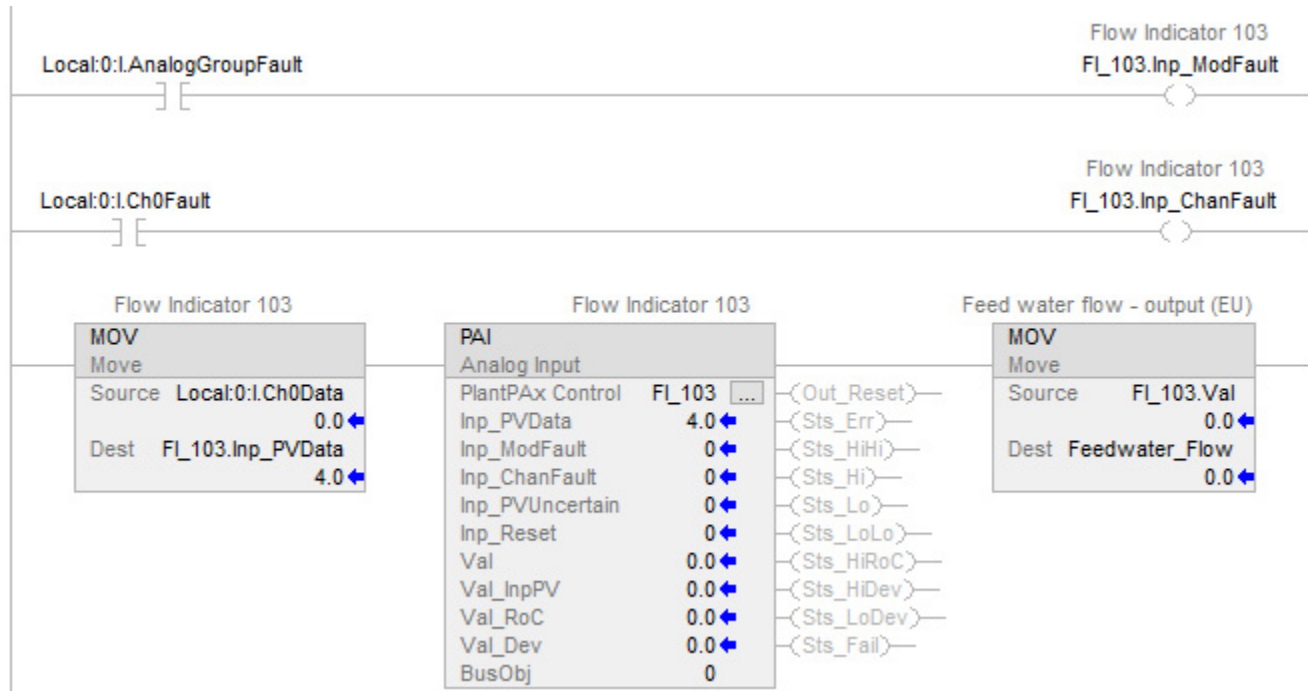 Flow Indicator 103
Local:0:I.AnalogGroupFault
FI_103.Inp_ModFault
Flow Indicator 103
Local:0:I.Ch0Fault
FI_103.Inp_ChanFault
Flow Indicator 103
MOV
Move
Source Local:0:I.Ch0Data
0.0
Dest FI_103.Inp_PVData
4.0
Flow Indicator 103
PAI
Analog Input
PlantPAx Control FI_103 ...
Inp_PVData 4.0
Inp_ModFault 0
Inp_ChanFault 0
Inp_PVUncertain 0
Inp_Reset 0
Val 0.0
Val_InpPV 0.0
Val_RoC 0.0
Val_Dev 0.0
BusObj 0
Out_Reset
Sts_Err
Sts_HiHi
Sts_Hi
Sts_Lo
Sts_LoLo
Sts_HiRoC
Sts_HiDev
Sts_LoDev
Sts_Fail
Feed water flow - output (EU)
MOV
Move
Source FI_103.Val
0.0
Dest Feedwater_Flow
0.0